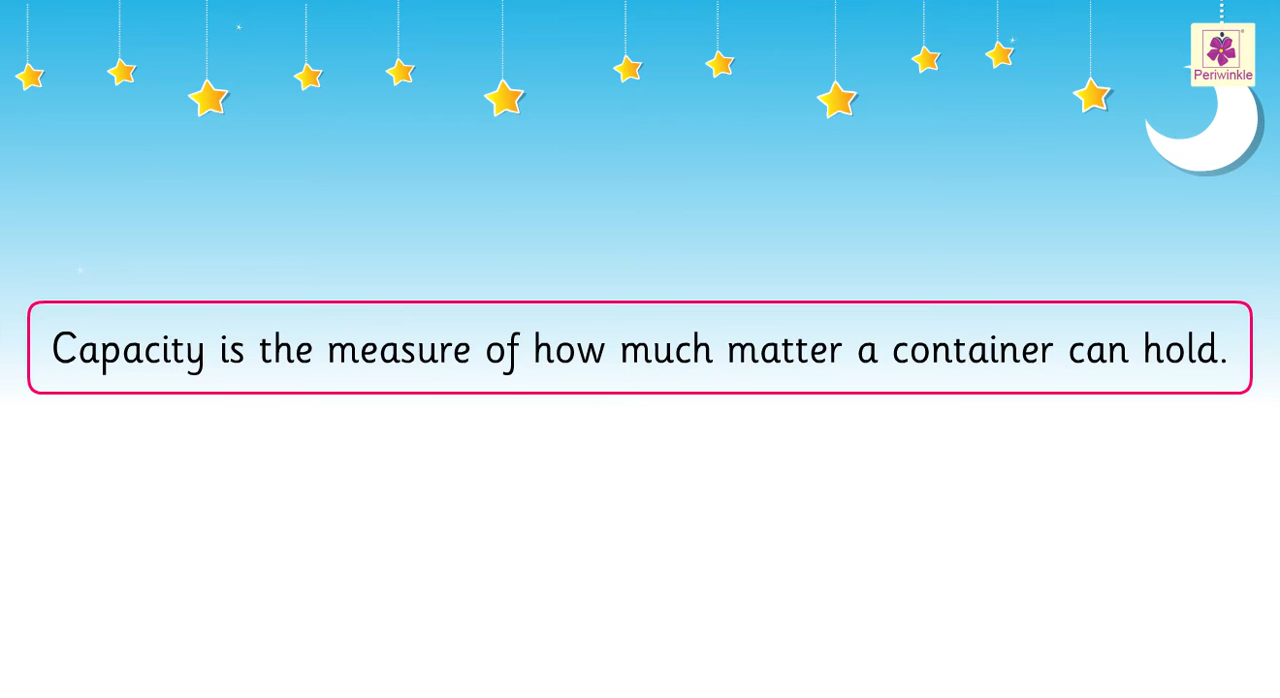 Periwinkle
Capacity is the measure of how much matter a container can hold.